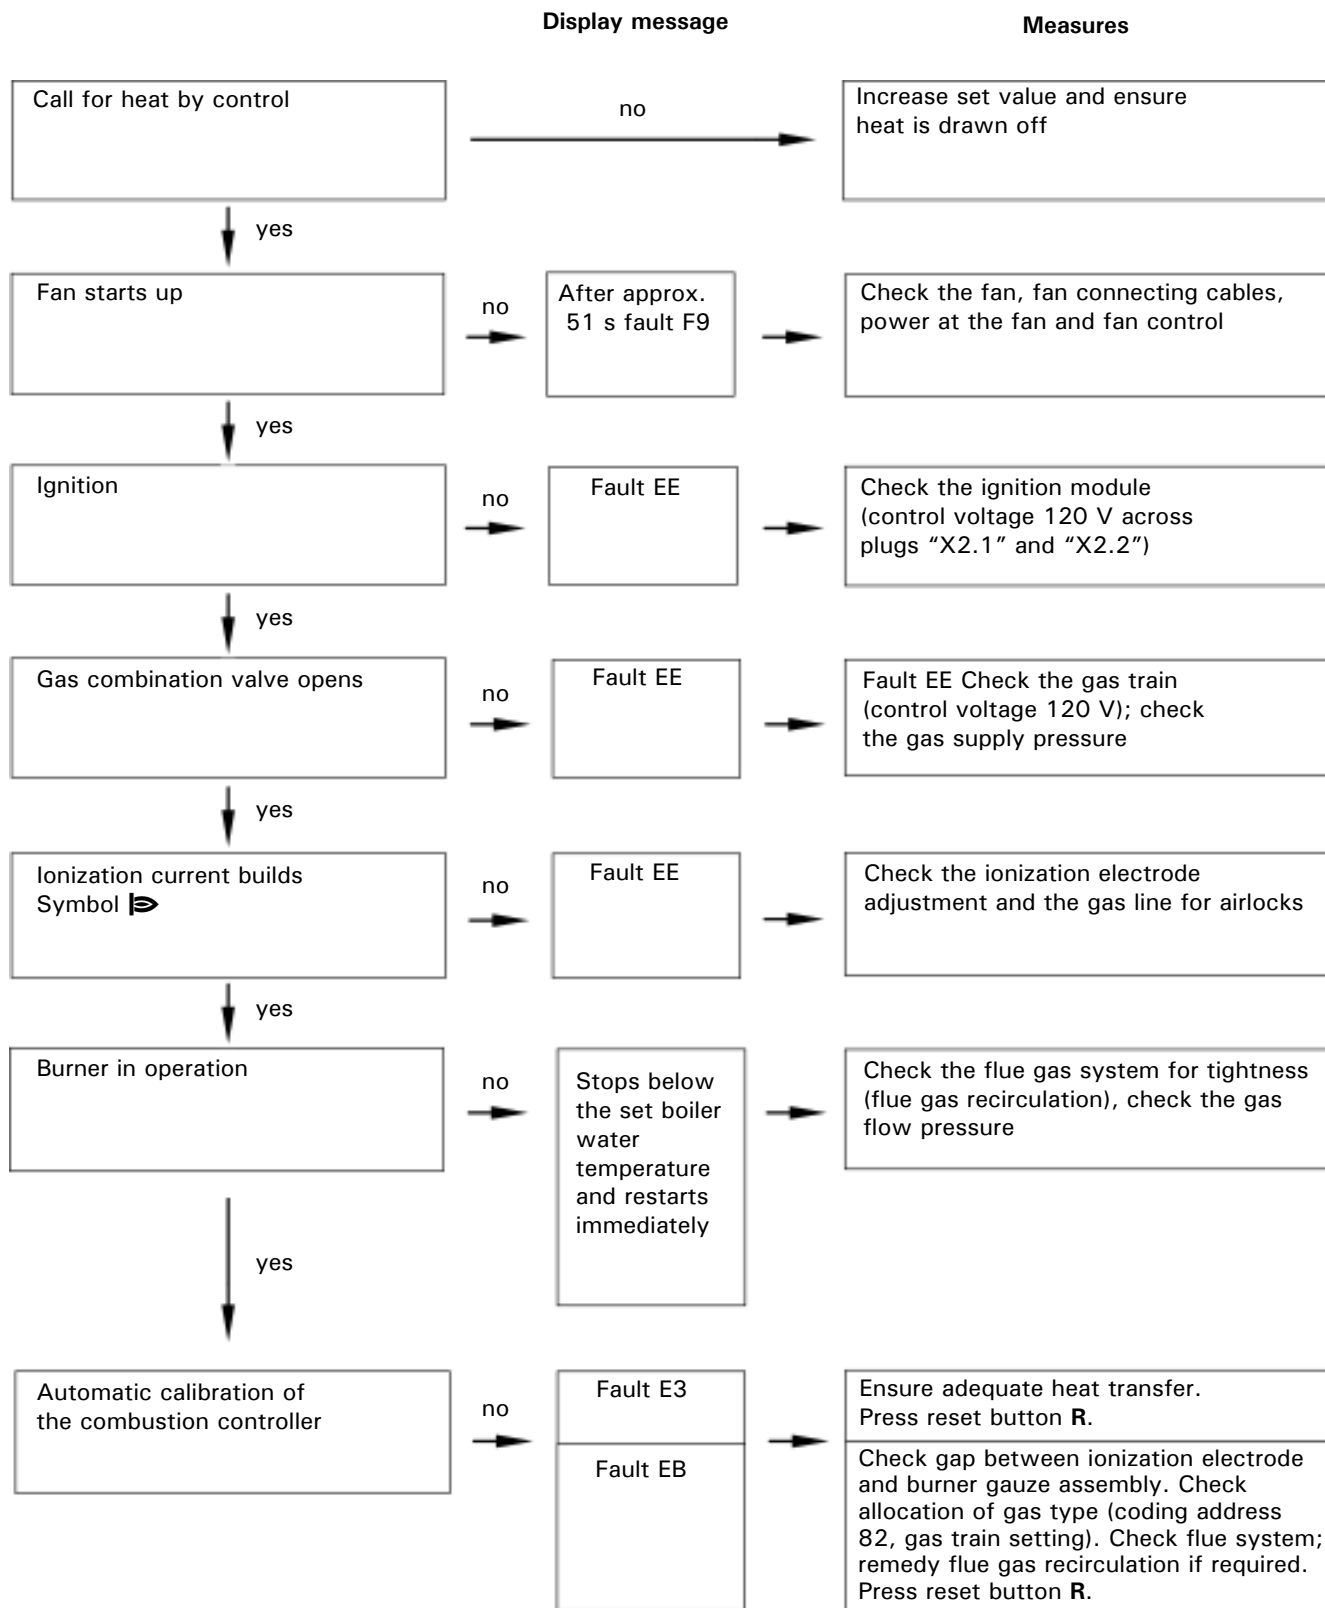 Display message
Measures
Call for heat by control
no
Increase set value and ensure
heat is drawn off
yes
Fan starts up
no
After approx.
51 s fault F9
Check the fan, fan connecting cables,
power at the fan and fan control
yes
Ignition
no
Fault EE
Check the ignition module
(control voltage 120 V across
plugs “X2.1” and “X2.2”)
yes
Gas combination valve opens
no
Fault EE
Fault EE Check the gas train
(control voltage 120 V); check
the gas supply pressure
yes
Ionization current builds
Symbol
no
Fault EE
Check the ionization electrode
adjustment and the gas line for airlocks
yes
Burner in operation
no
Stops below
the set boiler
water
temperature
and restarts
immediately
Check the flue gas system for tightness
(flue gas recirculation), check the gas
flow pressure
yes
Automatic calibration of
the combustion controller
no
Fault E3
Ensure adequate heat transfer.
Press reset button R.
Fault EB
Check gap between ionization electrode
and burner gauze assembly. Check
allocation of gas type (coding address
82, gas train setting). Check flue system;
remedy flue gas recirculation if required.
Press reset button R.